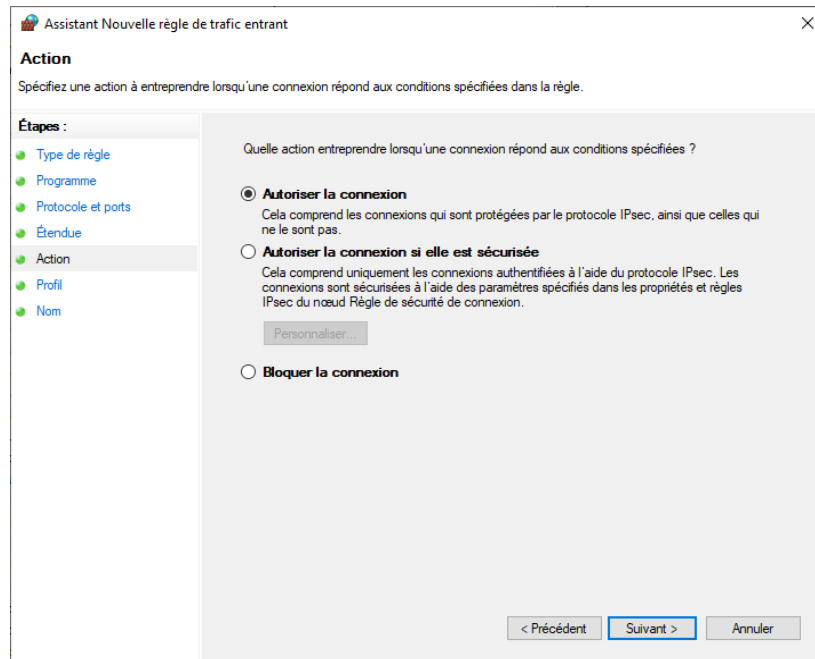 Assistant Nouvelle règle de trafic entrant
Action
Spécifiez une action à entreprendre lorsqu'une connexion répond aux conditions spécifiées dans la règle.
Étapes :
Type de règle
Programme
Protocole et ports
Étendue
Action
Profil
Nom
Quelle action entreprendre lorsqu'une connexion répond aux conditions spécifiées ?
Autoriser la connexion
Cela comprend les connexions qui sont protégées par le protocole IPsec, ainsi que celles qui
ne le sont pas.
Autoriser la connexion si elle est sécurisée
Cela comprend uniquement les connexions authentifiées à l'aide du protocole IPsec. Les
connexions sont sécurisées à l'aide des paramètres spécifiés dans les propriétés et règles
IPsec du nœud Règle de sécurité de connexion.
Personnaliser...
Bloquer la connexion
< Précédent
Suivant >
Annuler